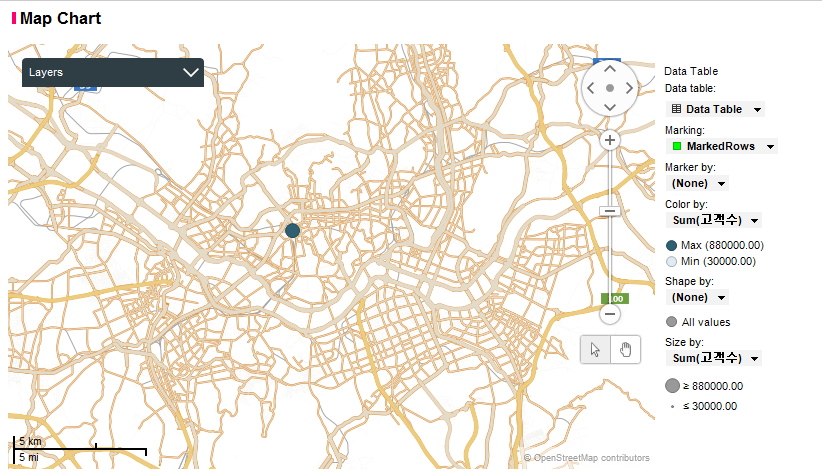 Map Chart
Layers
Data Table
Data table:
Data Table
Marking:
MarkedRows
Marker by:
(None)
Color by:
Sum(고객수)
Max (880000.00)
Min (30000.00)
Shape by:
(None)
100
All values
Size by:
Sum(고객수)
≥ 880000.00
≤ 30000.00
5 km
5 mi
© OpenStreetMap contributors